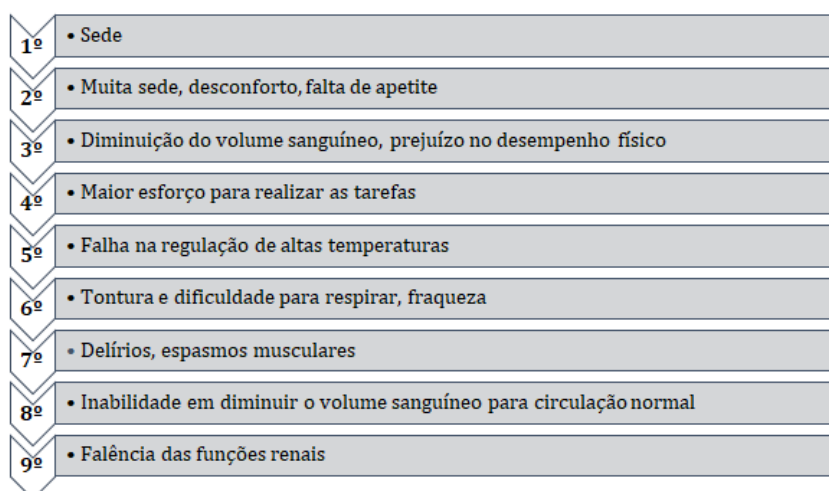 1º • Sede
2º • Muita sede, desconforto, falta de apetite
3º • Diminuição do volume sanguíneo, prejuízo no desempenho físico
4º • Maior esforço para realizar as tarefas
5º • Falha na regulação de altas temperaturas
6º • Tontura e dificuldade para respirar, fraqueza
7º • Delírios, espasmos musculares
8º • Inabilidade em diminuir o volume sanguíneo para circulação normal
9º • Falência das funções renais